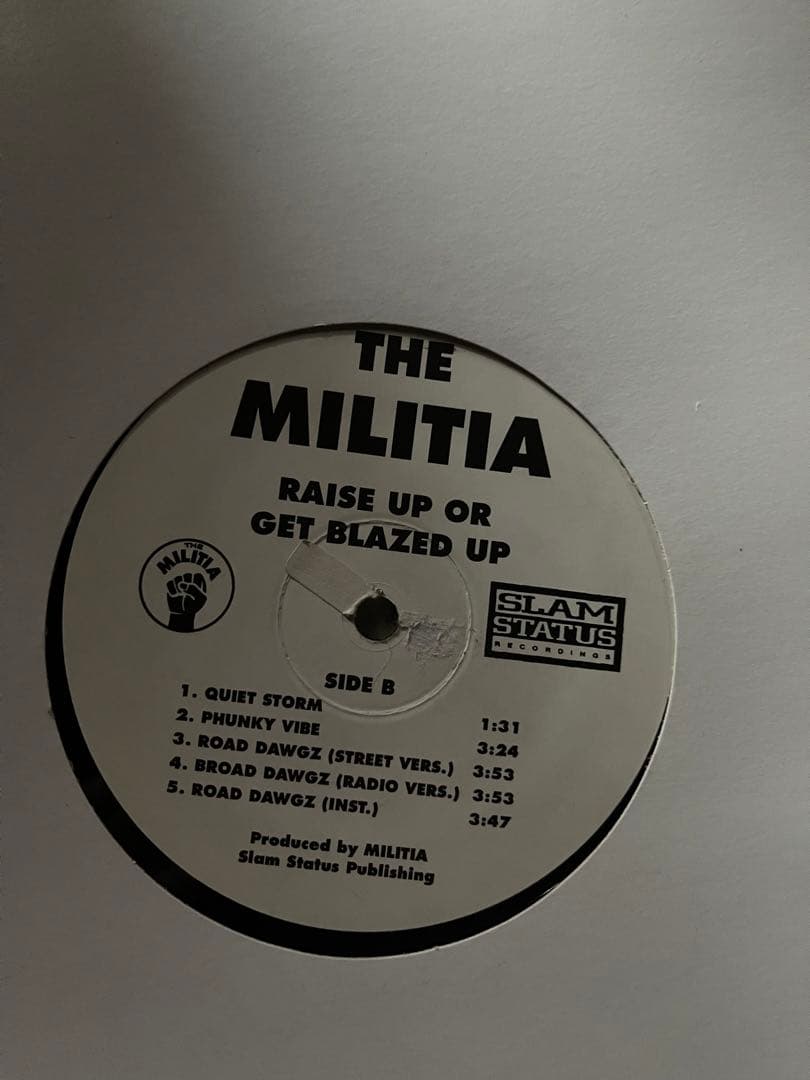 THE
MILITIA
RAISE UP OR
GET BLAZED UP
THE
MILITIA
SLAM
STATUS
RECORDINGS
SIDE B
1. QUIET STORM 1:31
2. PHUNKY VIBE 3:24
3. ROAD DAWGZ (STREET VERS.) 3:53
4. BROAD DAWGZ (RADIO VERS.) 3:53
5. ROAD DAWGZ (INST.) 3:47
Produced by MILITIA
Slam Status Publishing